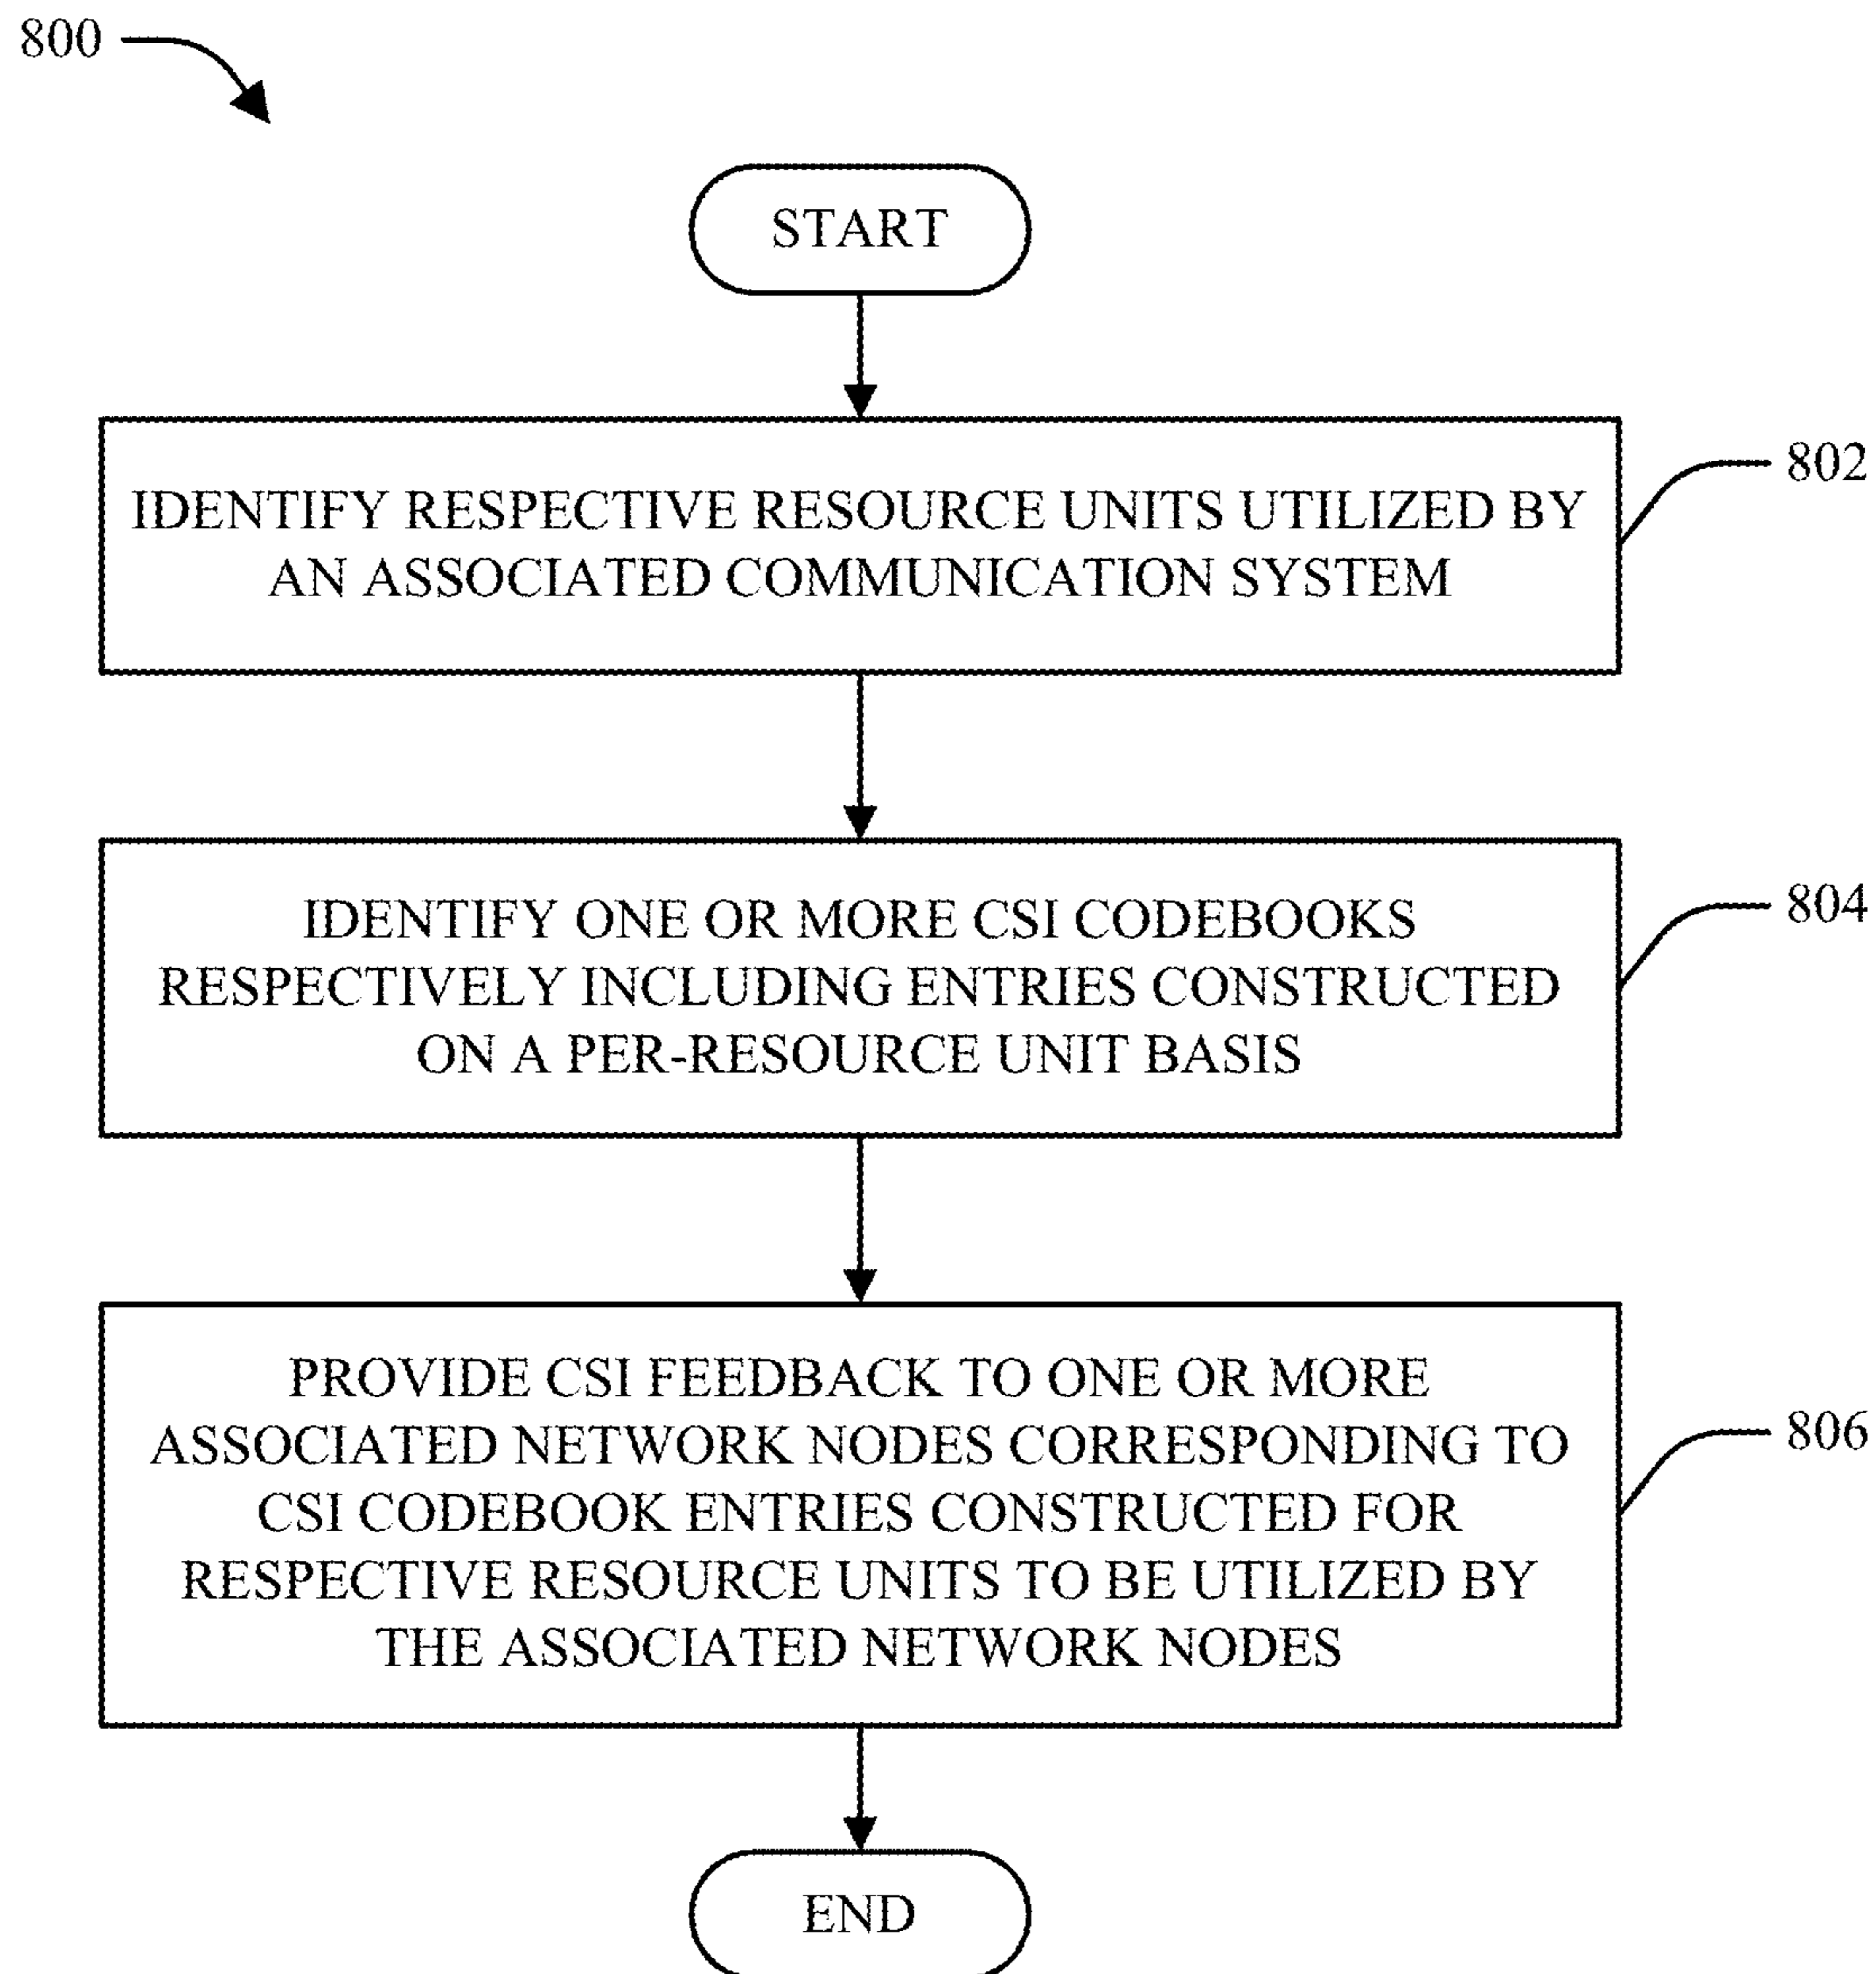 800
START
IDENTIFY RESPECTIVE RESOURCE UNITS UTILIZED BY
AN ASSOCIATED COMMUNICATION SYSTEM
802
IDENTIFY ONE OR MORE CSI CODEBOOKS
RESPECTIVELY INCLUDING ENTRIES CONSTRUCTED
ON A PER-RESOURCE UNIT BASIS
804
PROVIDE CSI FEEDBACK TO ONE OR MORE
ASSOCIATED NETWORK NODES CORRESPONDING TO
CSI CODEBOOK ENTRIES CONSTRUCTED FOR
RESPECTIVE RESOURCE UNITS TO BE UTILIZED BY
THE ASSOCIATED NETWORK NODES
806
END